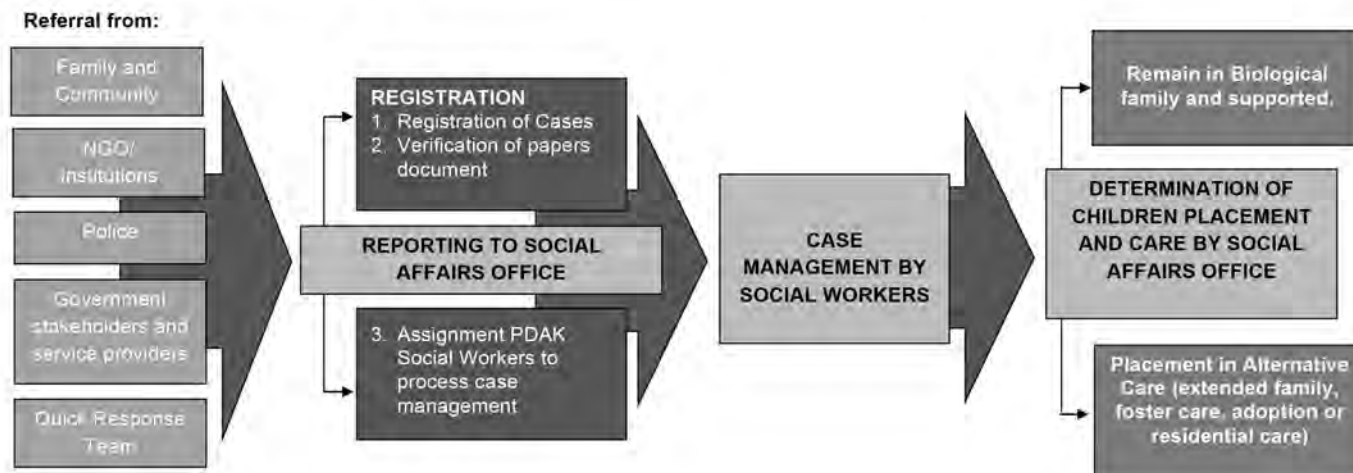 Referral from:
Family and
Community
NGO/
Institutions
Police
Government
stakeholders and
service providers
Quick Response
Team
REGISTRATION
1. Registration of Cases
2. Verification of papers
document
REPORTING TO SOCIAL
AFFAIRS OFFICE
3. Assignment PDAK
Social Workers to
process case
management
CASE
MANAGEMENT BY
SOCIAL WORKERS
Remain in Biological
family and supported.
DETERMINATION OF
CHILDREN PLACEMENT
AND CARE BY SOCIAL
AFFAIRS OFFICE
Placement in Alternative
Care (extended family,
foster care, adoption or
residential care)